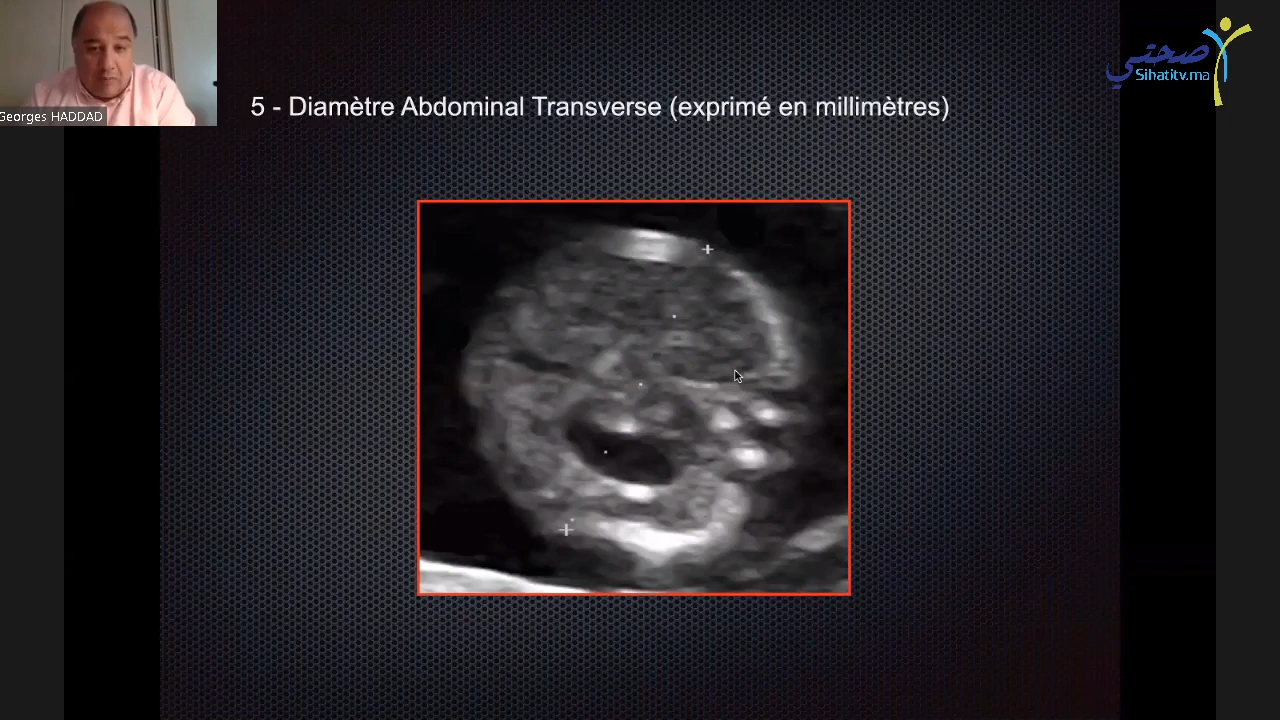 صحتي
Sihatitv.ma
5 - Diamètre Abdominal Transverse (exprimé en millimètres)
Georges HADDAD